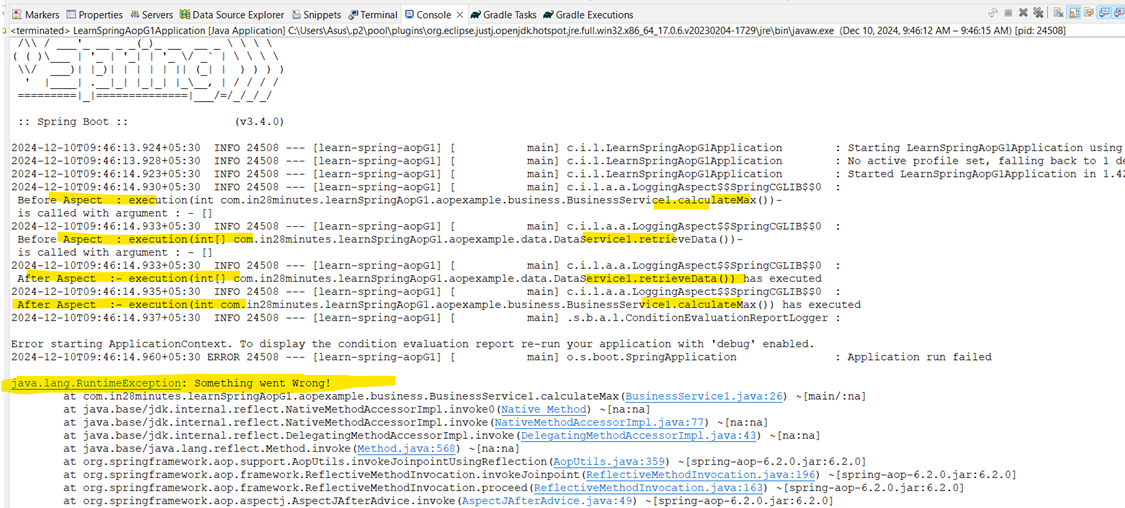 Markers Properties Servers Data Source Explorer Snippets Terminal Console Gradle Tasks Gradle Executions
<terminated> LearnSpringAopG1Application [Java Application] C:\Users\Asus\.p2\pool\plugins\org.eclipse.justj.openjdk.hotspot.jre.full.win32.x86_64_17.0.6.v20230204-1729\jre\bin\javaw.exe (Dec 10, 2024, 9:46:12 AM – 9:46:15 AM) [pid: 24508]
 /\\ / ___'_ __ _ _(_)_ __  __ _ \ \ \ \
( ( )\___ | '_ | '_| | '_ \/ _` | \ \ \ \
 \\/  ___)| |_)| | | | | || (_| |  ) ) ) )
  '  |____| .__|_| |_|_| |_\__, | / / / /
 =========|_|==============|___/=/_/_/_/
:: Spring Boot :: (v3.4.0)
2024-12-10T09:46:13.924+05:30 INFO 24508 --- [learn-spring-aopG1] [ main] c.i.l.LearnSpringAopG1Application : Starting LearnSpringAopG1Application using
2024-12-10T09:46:13.928+05:30 INFO 24508 --- [learn-spring-aopG1] [ main] c.i.l.LearnSpringAopG1Application : No active profile set, falling back to 1 de
2024-12-10T09:46:14.923+05:30 INFO 24508 --- [learn-spring-aopG1] [ main] c.i.l.LearnSpringAopG1Application : Started LearnSpringAopG1Application in 1.42
2024-12-10T09:46:14.930+05:30 INFO 24508 --- [learn-spring-aopG1] [ main] c.i.l.a.a.LoggingAspect$$SpringCGLIB$$0 :
Before Aspect : execution(int com.in28minutes.learnSpringAopG1.aopexample.business.BusinessService1.calculateMax())-
is called with argument : - []
2024-12-10T09:46:14.933+05:30 INFO 24508 --- [learn-spring-aopG1] [ main] c.i.l.a.a.LoggingAspect$$SpringCGLIB$$0 :
Before Aspect : execution(int[] com.in28minutes.learnSpringAopG1.aopexample.data.DataService1.retrieveData())-
is called with argument : - []
2024-12-10T09:46:14.933+05:30 INFO 24508 --- [learn-spring-aopG1] [ main] c.i.l.a.a.LoggingAspect$$SpringCGLIB$$0 :
After Aspect :- execution(int[] com.in28minutes.learnSpringAopG1.aopexample.data.DataService1.retrieveData()) has executed
2024-12-10T09:46:14.935+05:30 INFO 24508 --- [learn-spring-aopG1] [ main] c.i.l.a.a.LoggingAspect$$SpringCGLIB$$0 :
After Aspect :- execution(int com.in28minutes.learnSpringAopG1.aopexample.business.BusinessService1.calculateMax()) has executed
2024-12-10T09:46:14.937+05:30 INFO 24508 --- [learn-spring-aopG1] [ main] .s.b.a.l.ConditionEvaluationReportLogger :
Error starting ApplicationContext. To display the condition evaluation report re-run your application with 'debug' enabled.
2024-12-10T09:46:14.960+05:30 ERROR 24508 --- [learn-spring-aopG1] [ main] o.s.boot.SpringApplication : Application run failed
java.lang.RuntimeException: Something went Wrong!
at com.in28minutes.learnSpringAopG1.aopexample.business.BusinessService1.calculateMax(BusinessService1.java:26) ~[main/:na]
at java.base/jdk.internal.reflect.NativeMethodAccessorImpl.invoke0(Native Method) ~[na:na]
at java.base/jdk.internal.reflect.NativeMethodAccessorImpl.invoke(NativeMethodAccessorImpl.java:77) ~[na:na]
at java.base/jdk.internal.reflect.DelegatingMethodAccessorImpl.invoke(DelegatingMethodAccessorImpl.java:43) ~[na:na]
at java.base/java.lang.reflect.Method.invoke(Method.java:568) ~[na:na]
at org.springframework.aop.support.AopUtils.invokeJoinpointUsingReflection(AopUtils.java:359) ~[spring-aop-6.2.0.jar:6.2.0]
at org.springframework.aop.framework.ReflectiveMethodInvocation.invokeJoinpoint(ReflectiveMethodInvocation.java:196) ~[spring-aop-6.2.0.jar:6.2.0]
at org.springframework.aop.framework.ReflectiveMethodInvocation.proceed(ReflectiveMethodInvocation.java:163) ~[spring-aop-6.2.0.jar:6.2.0]
at org.springframework.aop.aspectj.AspectJAfterAdvice.invoke(AspectJAfterAdvice.java:49) ~[spring-aop-6.2.0.jar:6.2.0]